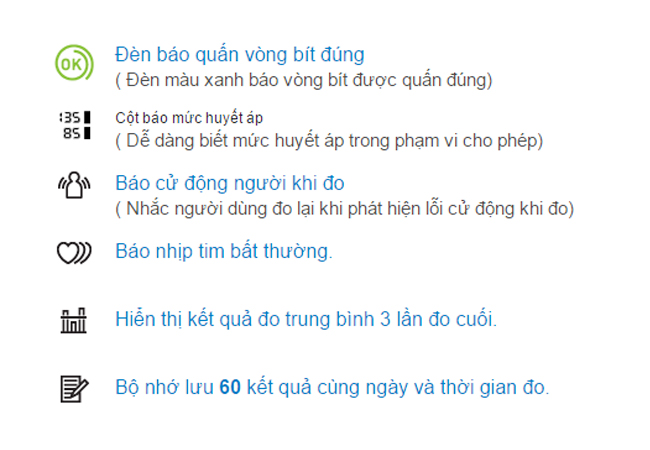 OK
Đèn báo quấn vòng bít đúng
( Đèn màu xanh báo vòng bít được quấn đúng)
135
85
Cột báo mức huyết áp
( Dễ dàng biết mức huyết áp trong phạm vi cho phép)
Báo cử động người khi đo
( Nhắc người dùng đo lại khi phát hiện lỗi cử động khi đo)
Báo nhịp tim bất thường.
Hiển thị kết quả đo trung bình 3 lần đo cuối.
Bộ nhớ lưu 60 kết quả cùng ngày và thời gian đo.